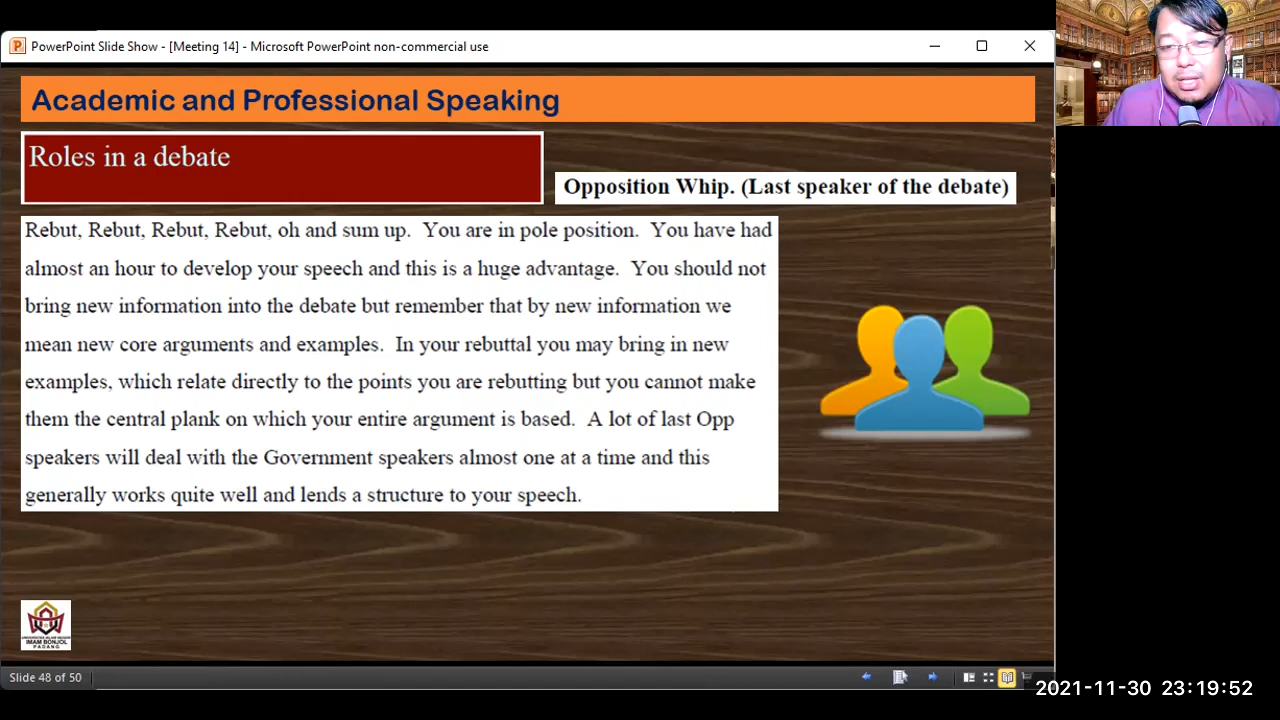 PowerPoint Slide Show - [Meeting 14] - Microsoft PowerPoint non-commercial use
Academic and Professional Speaking
Roles in a debate
Opposition Whip. (Last speaker of the debate)
Rebut, Rebut, Rebut, Rebut, oh and sum up. You are in pole position. You have had
almost an hour to develop your speech and this is a huge advantage. You should not
bring new information into the debate but remember that by new information we
mean new core arguments and examples. In your rebuttal you may bring in new
examples, which relate directly to the points you are rebutting but you cannot make
them the central plank on which your entire argument is based. A lot of last Opp
speakers will deal with the Government speakers almost one at a time and this
generally works quite well and lends a structure to your speech.
IMAM BONJOL
PADANG
Slide 48 of 50
2021-11-30 23:19:52